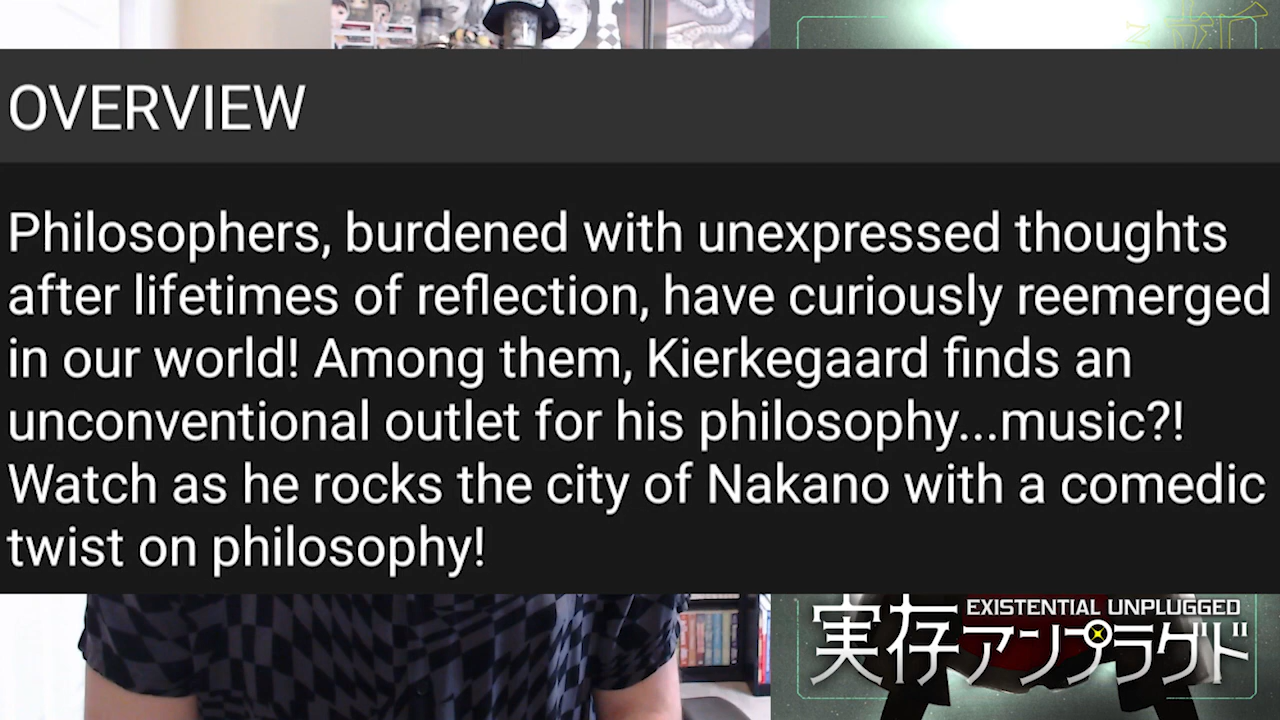 OVERVIEW
Philosophers, burdened with unexpressed thoughts
after lifetimes of reflection, have curiously reemerged
in our world! Among them, Kierkegaard finds an
unconventional outlet for his philosophy...music?!
Watch as he rocks the city of Nakano with a comedic
twist on philosophy!
EXISTENTIAL UNPLUGGED
実存アンプラグド